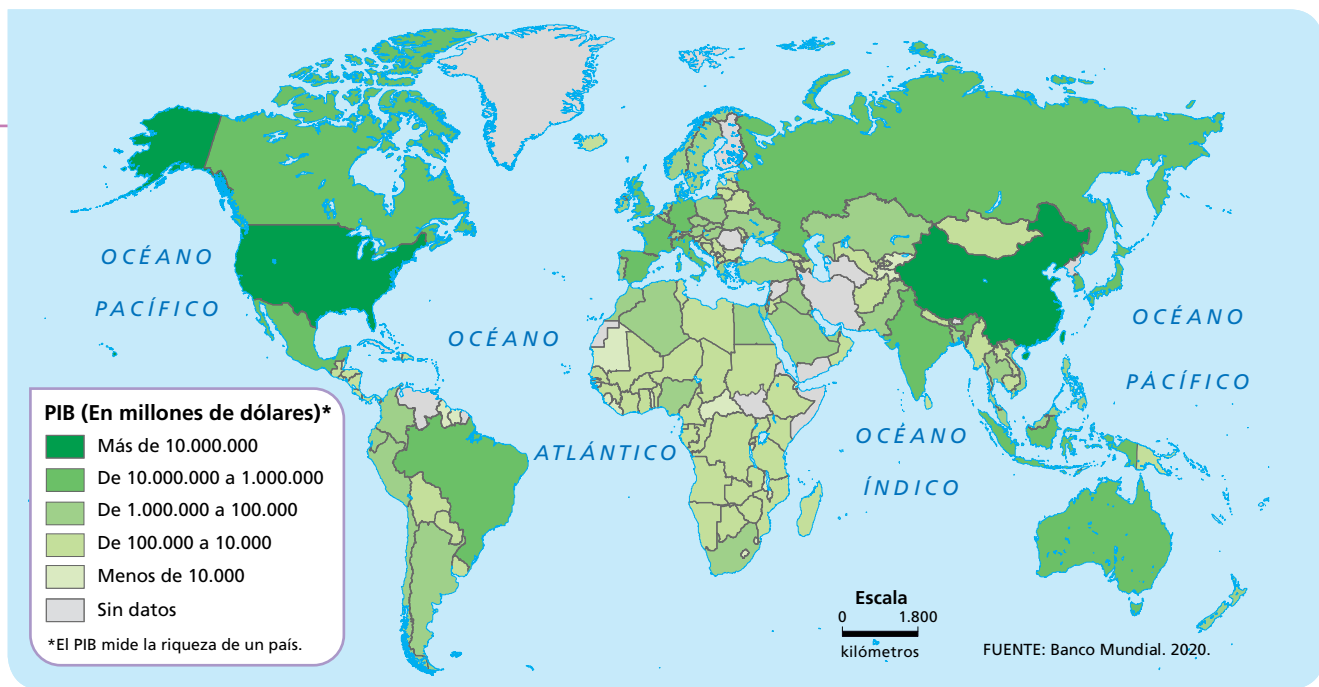 OCÉANO
PACÍFICO
OCÉANO
ATLÁNTICO
OCÉANO
ÍNDICO
OCÉANO
PACÍFICO
PIB (En millones de dólares)*
Más de 10.000.000
De 10.000.000 a 1.000.000
De 1.000.000 a 100.000
De 100.000 a 10.000
Menos de 10.000
Sin datos
*El PIB mide la riqueza de un país.
Escala
0 1.800
kilómetros
FUENTE: Banco Mundial. 2020.